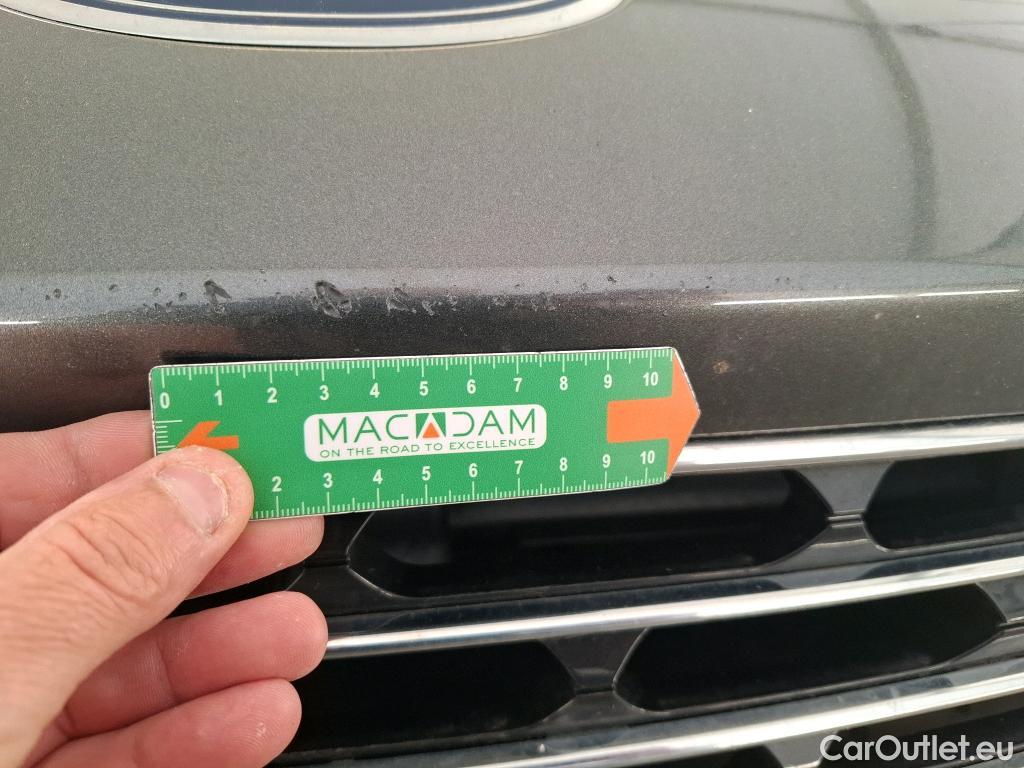 0 1 2 3 4 5 6 7 8 9 10
MACADAM
ON THE ROAD TO EXCELLENCE
2 3 4 5 6 7 8 9 10
CarOutlet.eu